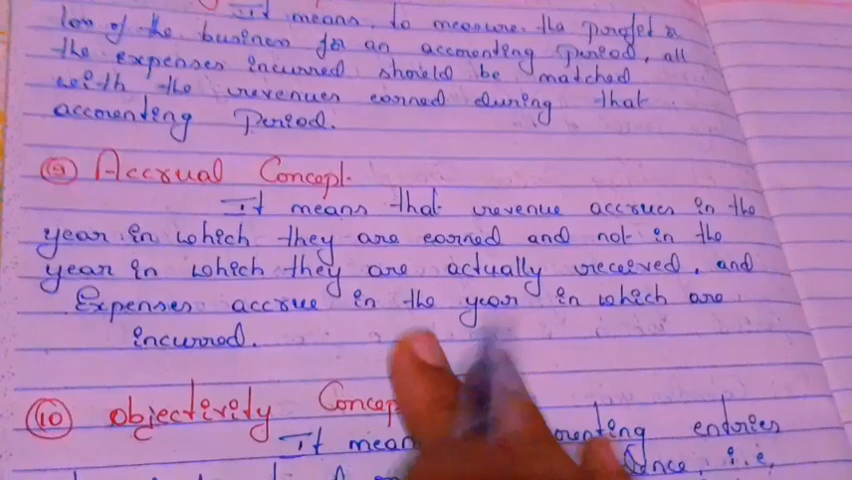 It means, to measure the profit or
loss of the business for an accounting period, all
the expenses incurred should be matched
with the revenues earned during that
accounting period.
(9) Accrual Concept.
It means that revenue accrues in the
year in which they are earned and not in the
year in which they are actually received, and
Expenses accrue in the year in which are
incurred.
(10) Objectivity Concep
It mean ounting entries
i.e,